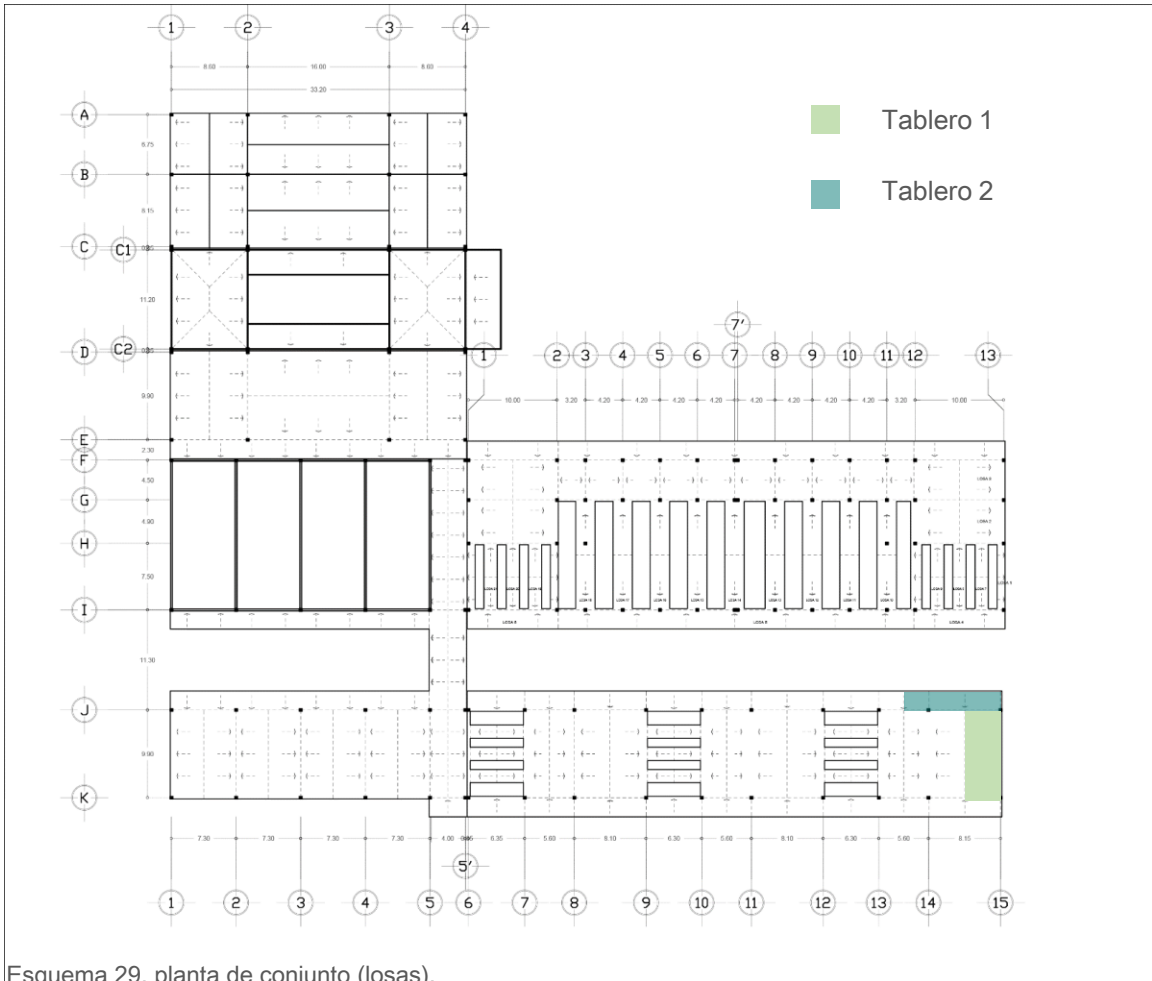 1 2 3 4
8.60 16.00 8.60
33.20
Tablero 1
Tablero 2
A
6.75
B
8.15
C C1
11.20
D C2
9.90
E
2.30
F
4.50
G
4.90
H
7.50
I
11.30
J
9.90
K
7'
1 2 3 4 5 6 7 8 9 10 11 12 13
10.00 3.20 4.20 4.20 4.20 4.20 4.20 4.20 4.20 4.20 3.20 10.00
7.30 7.30 7.30 7.30 4.00 6.35 5.60 8.10 6.30 5.60 8.10 6.30 5.60 8.15
5'
1 2 3 4 5 6 7 8 9 10 11 12 13 14 15
Esquema 29. planta de conjunto (losas).